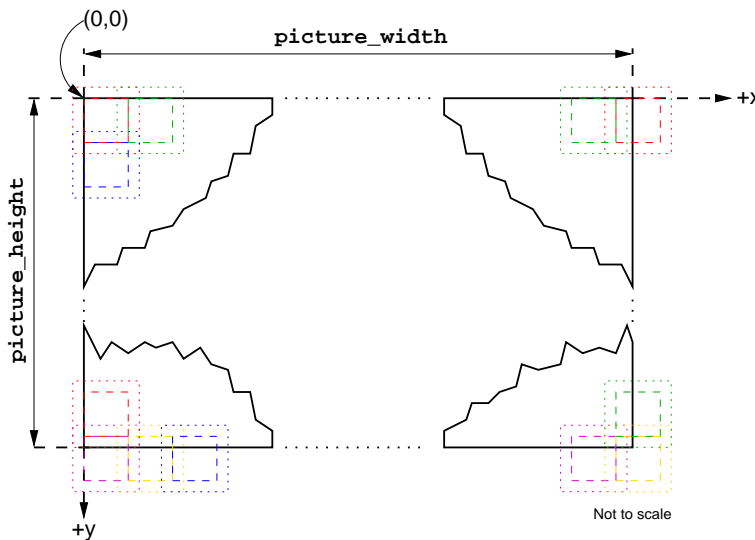 (0,0)
picture_width
+x
picture_height
Not to scale
+y